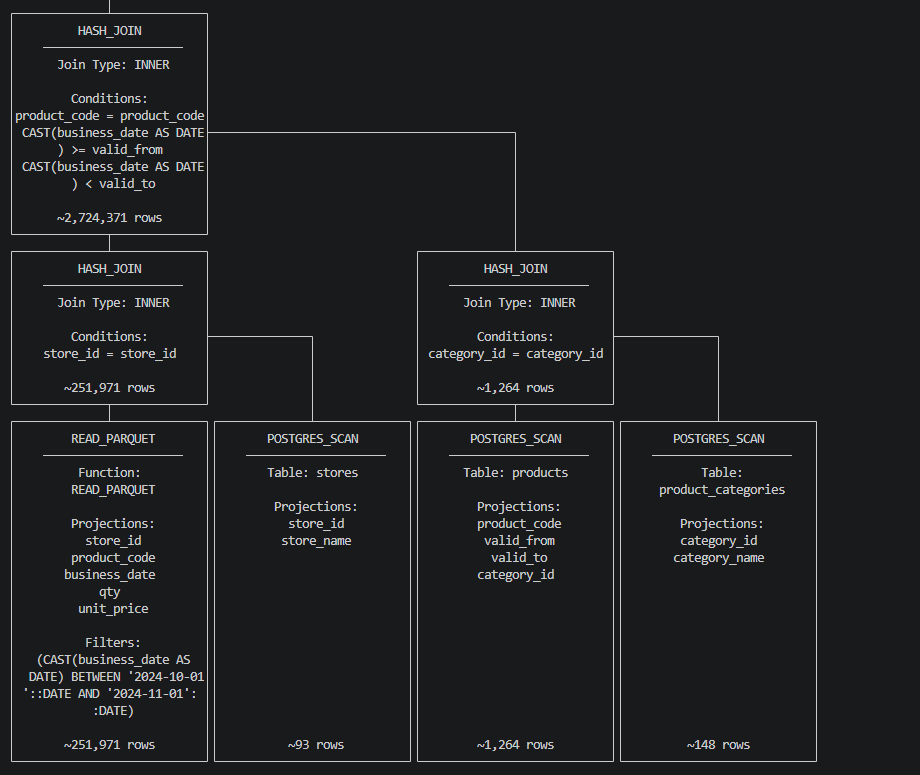 HASH_JOIN
Join Type: INNER
Conditions:
product_code = product_code
CAST(business_date AS DATE
) >= valid_from
CAST(business_date AS DATE
) < valid_to
~2,724,371 rows
HASH_JOIN
Join Type: INNER
Conditions:
store_id = store_id
~251,971 rows
HASH_JOIN
Join Type: INNER
Conditions:
category_id = category_id
~1,264 rows
READ_PARQUET
Function:
READ_PARQUET
Projections:
store_id
product_code
business_date
qty
unit_price
Filters:
(CAST(business_date AS
DATE) BETWEEN '2024-10-01
'::DATE AND '2024-11-01':
:DATE)
~251,971 rows
POSTGRES_SCAN
Table: stores
Projections:
store_id
store_name
~93 rows
POSTGRES_SCAN
Table: products
Projections:
product_code
valid_from
valid_to
category_id
~1,264 rows
POSTGRES_SCAN
Table:
product_categories
Projections:
category_id
category_name
~148 rows